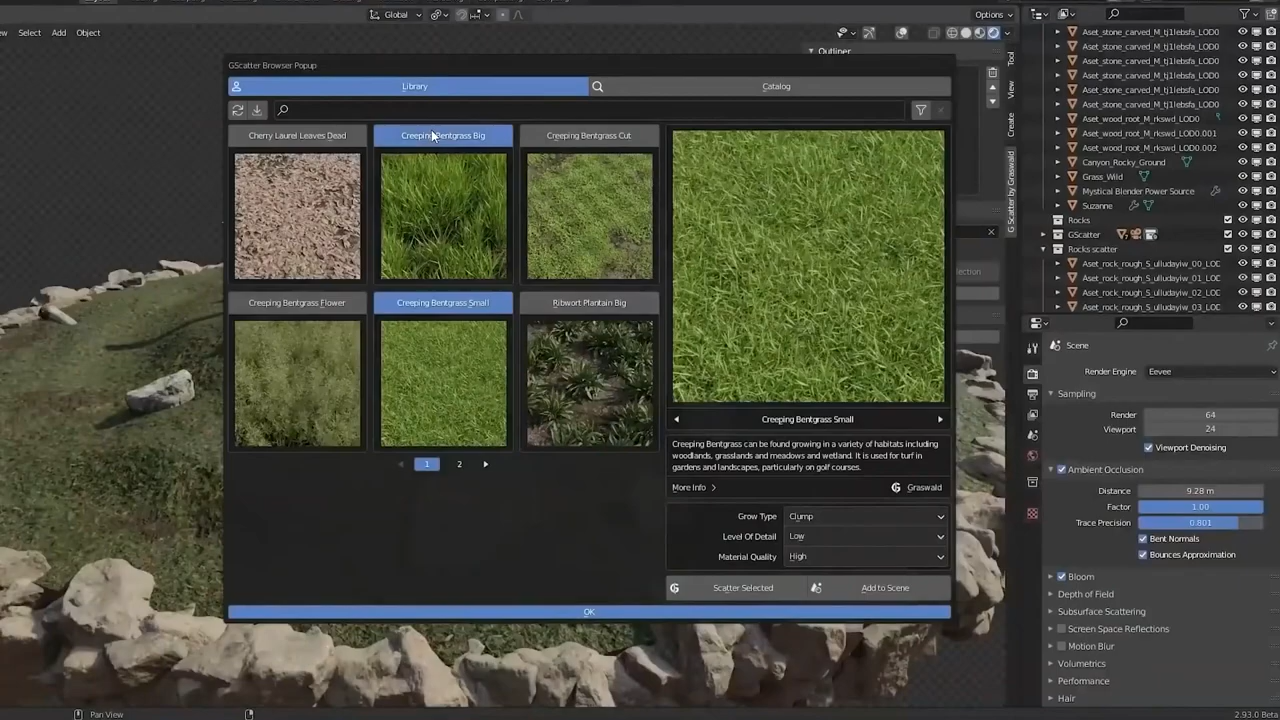 Global
Options
Select
Add
Object
Outliner
GScatter Browser Popup
Library
Catalog
Cherry Laurel Leaves Dead
Creeping Bentgrass Big
Creeping Bentgrass Cut
Creeping Bentgrass Flower
Creeping Bentgrass Small
Ribwort Plantain Big
1
2
Creeping Bentgrass Small
Creeping Bentgrass can be found growing in a variety of habitats including
woodlands, grasslands and meadows and wetland. It is used for turf in
gardens and landscapes, particularly on golf courses.
More Info
Graswald
Grow Type
Clump
Level Of Detail
Low
Material Quality
High
Scatter Selected
Add to Scene
OK
Tool
View
Create
G Scatter by Graswald
Aset_stone_carved_M_tj1lebsfa_LOD0
Aset_stone_carved_M_tj1lebsfa_LOD0
Aset_stone_carved_M_tj1lebsfa_LOD0
Aset_stone_carved_M_tj1lebsfa_LOD0
Aset_stone_carved_M_tj1lebsfa_LOD0
Aset_stone_carved_M_tj1lebsfa_LOD0
Aset_wood_root_M_rkswd_LOD0
Aset_wood_root_M_rkswd_LOD0.001
Aset_wood_root_M_rkswd_LOD0.002
Canyon_Rocky_Ground
Grass_Wild
Mystical Blender Power Source
Suzanne
Rocks
GScatter
Rocks scatter
Aset_rock_rough_S_ulludayiw_00_LOD
Aset_rock_rough_S_ulludayiw_01_LOD
Aset_rock_rough_S_ulludayiw_02_LOD
Aset_rock_rough_S_ulludayiw_03_LOD
Scene
Render Engine
Eevee
Sampling
Render
64
Viewport
24
Viewport Denoising
Ambient Occlusion
Distance
9.28 m
Factor
1.00
Trace Precision
0.801
Bent Normals
Bounces Approximation
Bloom
Depth of Field
Subsurface Scattering
Screen Space Reflections
Motion Blur
Volumetrics
Performance
Hair
Pan View
2.93.0 Beta